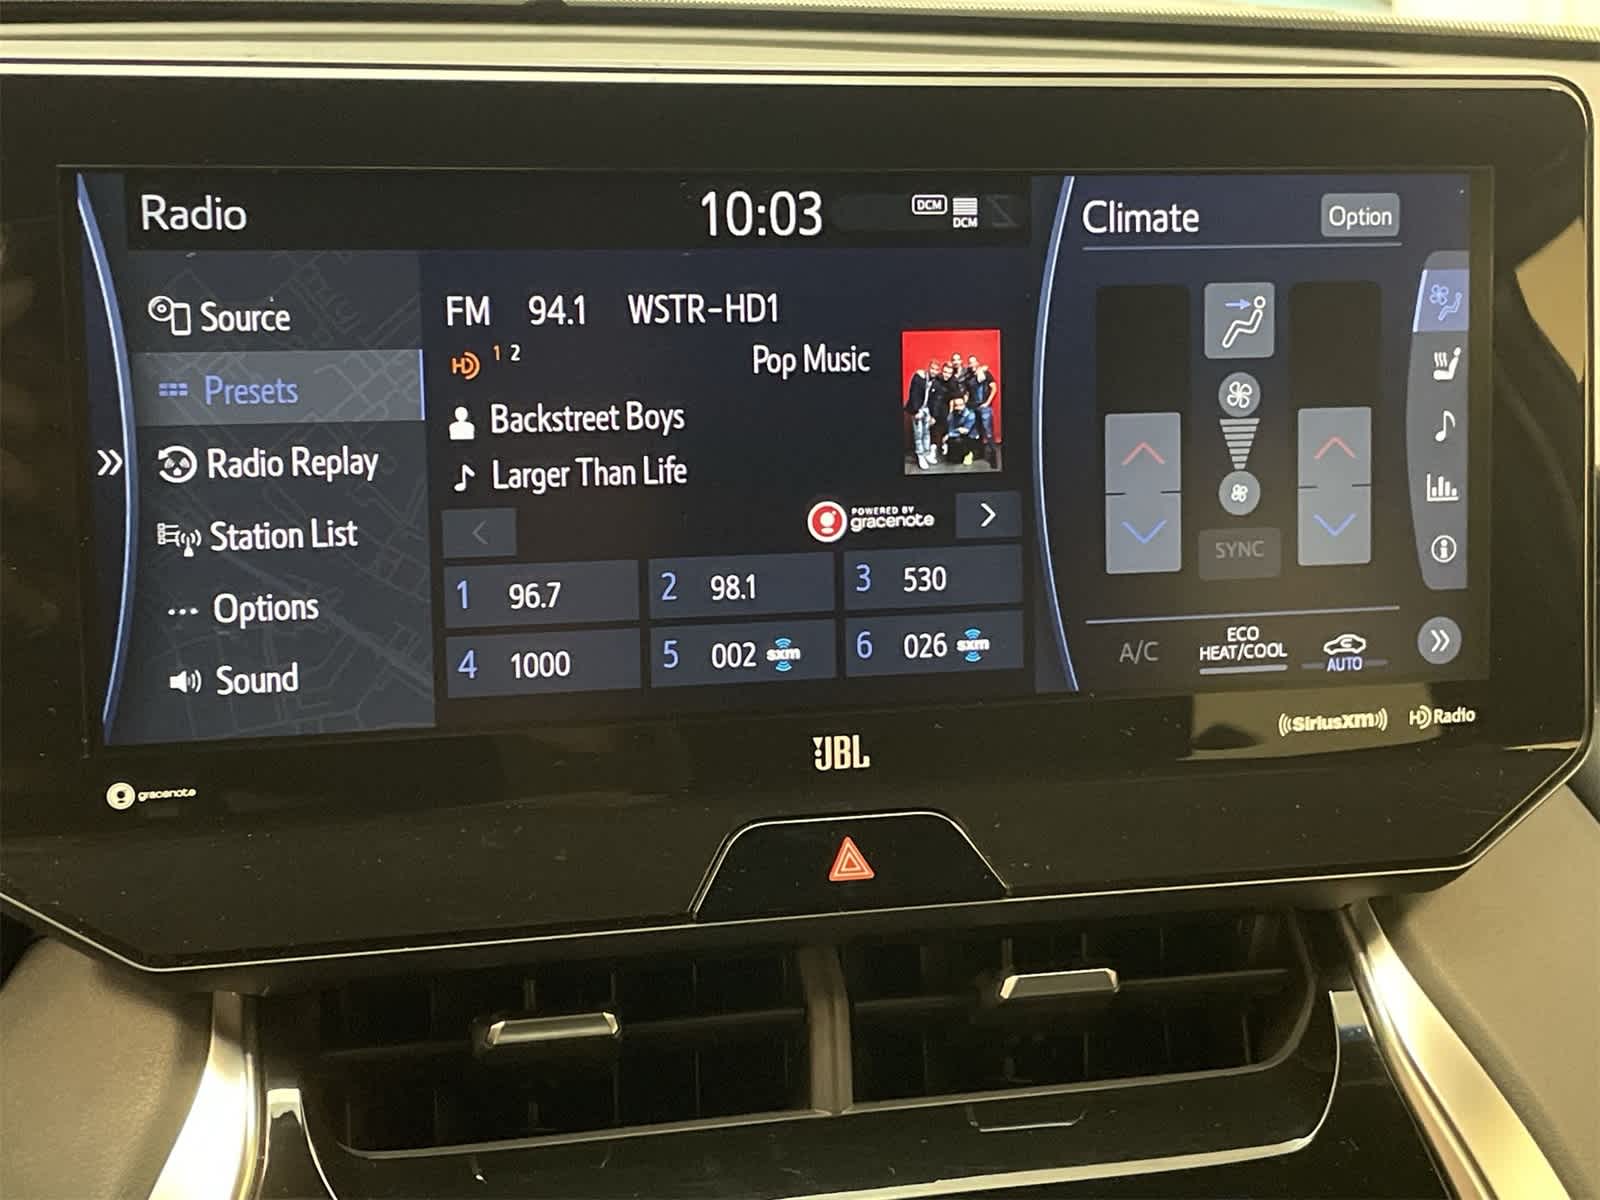 Radio
10:03
DCM
DCM
Climate
Option
Source
Presets
Radio Replay
Station List
Options
Sound
FM 94.1 WSTR-HD1
HD 1 2
Pop Music
Backstreet Boys
Larger Than Life
POWERED BY
gracenote
1 96.7
2 98.1
3 530
4 1000
5 002 sxm
6 026 sxm
SYNC
A/C
ECO
HEAT/COOL
AUTO
((SiriusXM))
HD Radio
JBL
gracenote